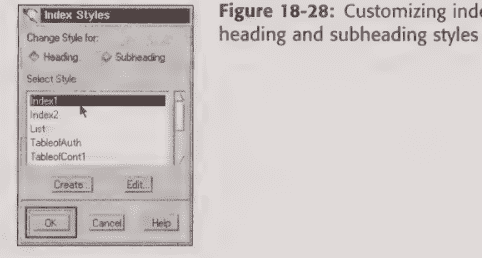 Index Styles
Change Style for:
Heading Subheading
Select Style
Index1
Index2
List
TableofAuth
TableofCont1
Create... Edit...
OK Cancel Help
Figure 18-28: Customizing inde
heading and subheading styles